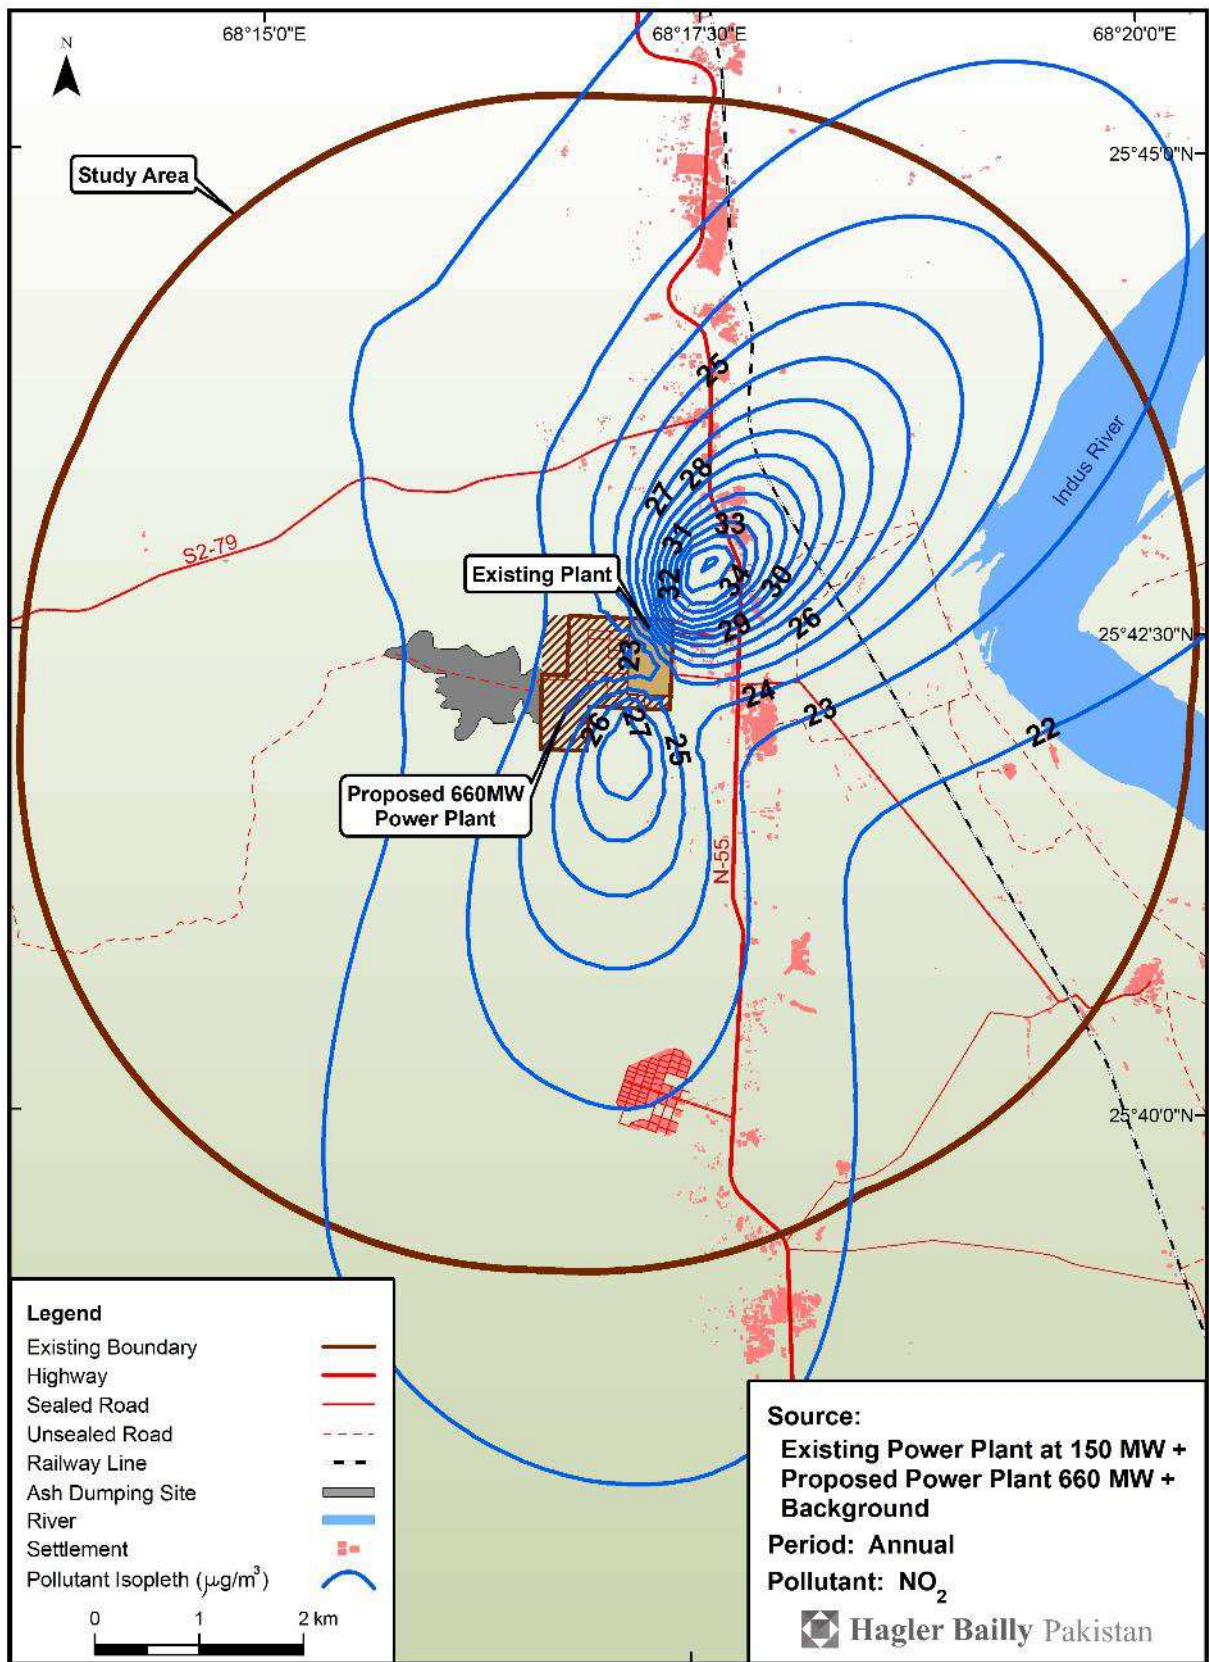 68°15'0"E
68°17'30"E
68°20'0"E
N
25°45'0"N
Study Area
25
Indus River
28
27
33
31
S2-79
32
34
30
Existing Plant
29
26
25°42'30"N
23
24
23
22
26
27
25
Proposed 660MW
Power Plant
N-55
25°40'0"N
Legend
Existing Boundary
Highway
Sealed Road
Unsealed Road
Railway Line
Ash Dumping Site
River
Settlement
Pollutant Isopleth (µg/m³)
0 1 2 km
Source:
Existing Power Plant at 150 MW +
Proposed Power Plant 660 MW +
Background
Period: Annual
Pollutant: NO₂
Hagler Bailly Pakistan